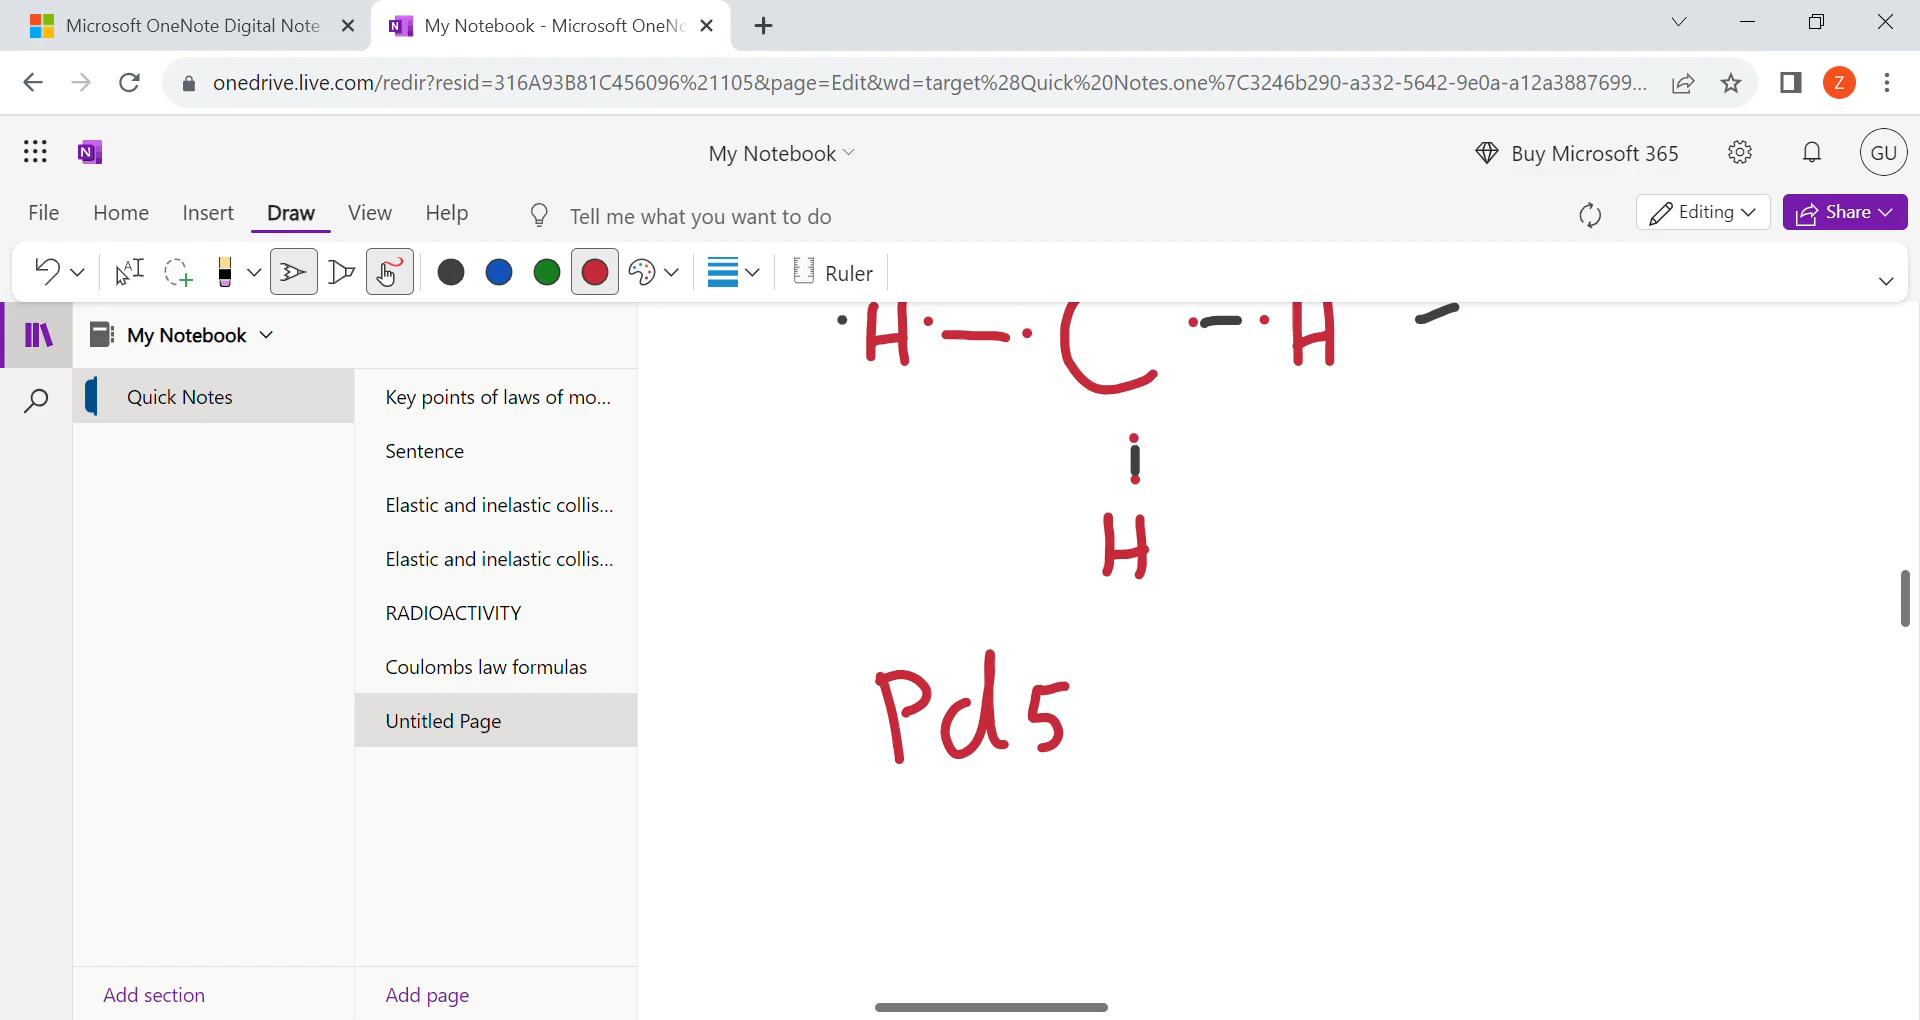 Microsoft OneNote Digital Note
My Notebook - Microsoft OneNo
onedrive.live.com/redir?resid=316A93B81C456096%21105&page=Edit&wd=target%28Quick%20Notes.one%7C3246b290-a332-5642-9e0a-a12a3887699...
Z
N
My Notebook
Buy Microsoft 365
GU
File Home Insert Draw View Help Tell me what you want to do
Editing
Share
Ruler
My Notebook
Quick Notes
Key points of laws of mo...
Sentence
Elastic and inelastic collis...
Elastic and inelastic collis...
RADIOACTIVITY
Coulombs law formulas
Untitled Page
Add section
Add page
H C H
H
Pd5